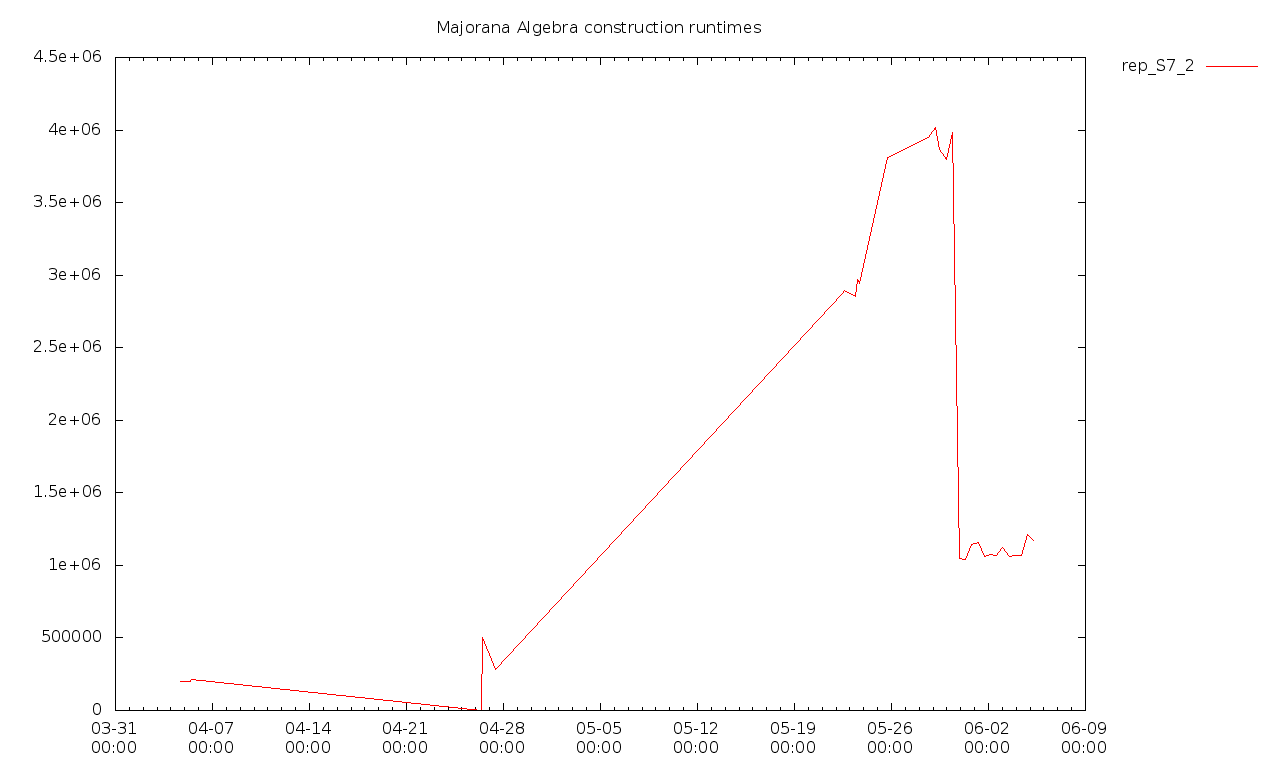 Majorana Algebra construction runtimes
rep_S7_2
4.5e+06
4e+06
3.5e+06
3e+06
2.5e+06
2e+06
1.5e+06
1e+06
500000
0
03-31 04-07 04-14 04-21 04-28 05-05 05-12 05-19 05-26 06-02 06-09
00:00 00:00 00:00 00:00 00:00 00:00 00:00 00:00 00:00 00:00 00:00